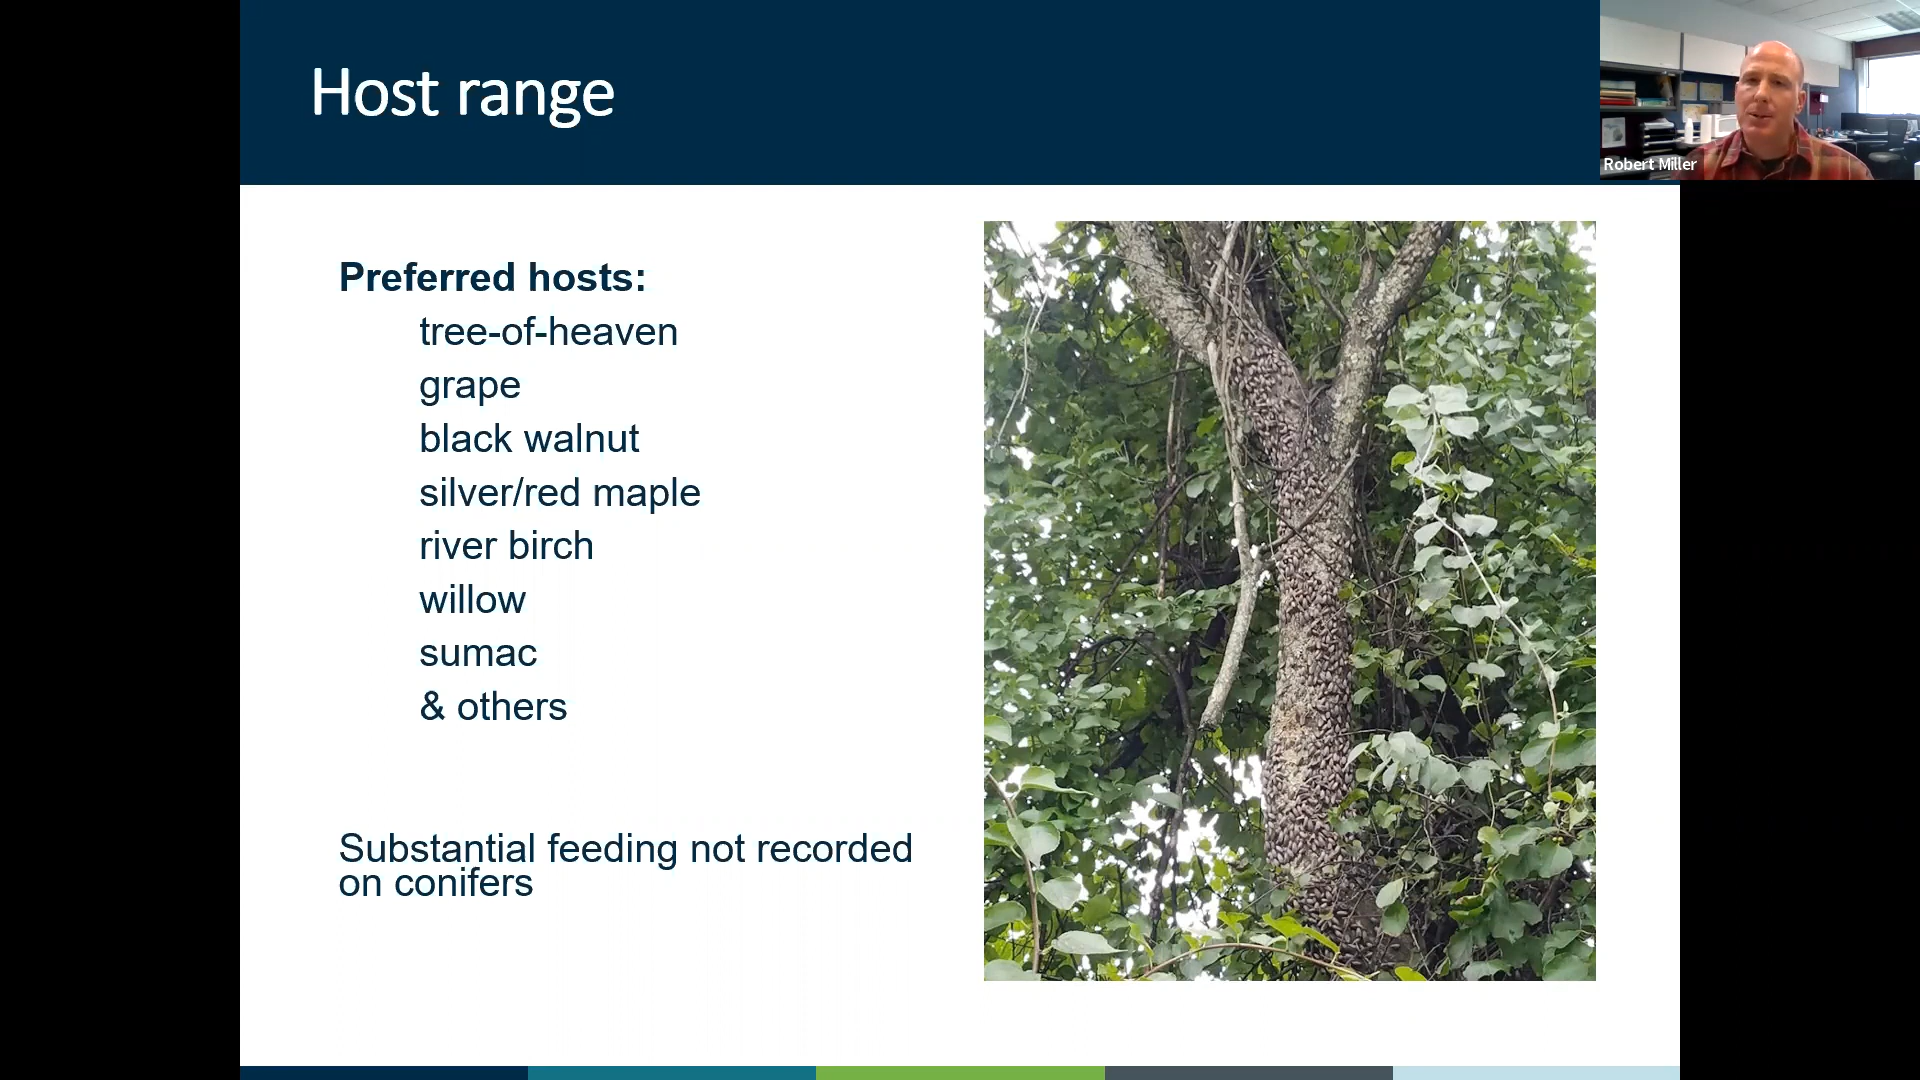 Host range
Robert Miller
Preferred hosts:
tree-of-heaven
grape
black walnut
silver/red maple
river birch
willow
sumac
& others
Substantial feeding not recorded
on conifers